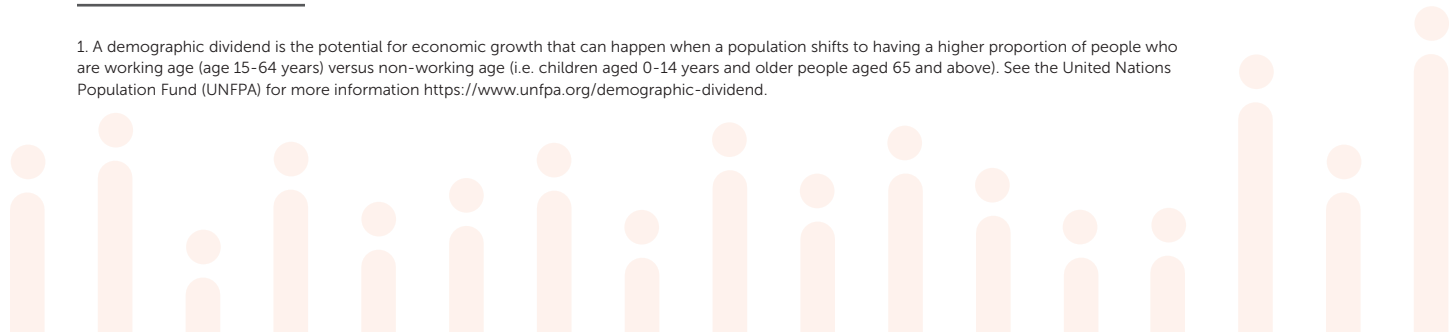 1. A demographic dividend is the potential for economic growth that can happen when a population shifts to having a higher proportion of people who
are working age (age 15-64 years) versus non-working age (i.e. children aged 0-14 years and older people aged 65 and above). See the United Nations
Population Fund (UNFPA) for more information https://www.unfpa.org/demographic-dividend.